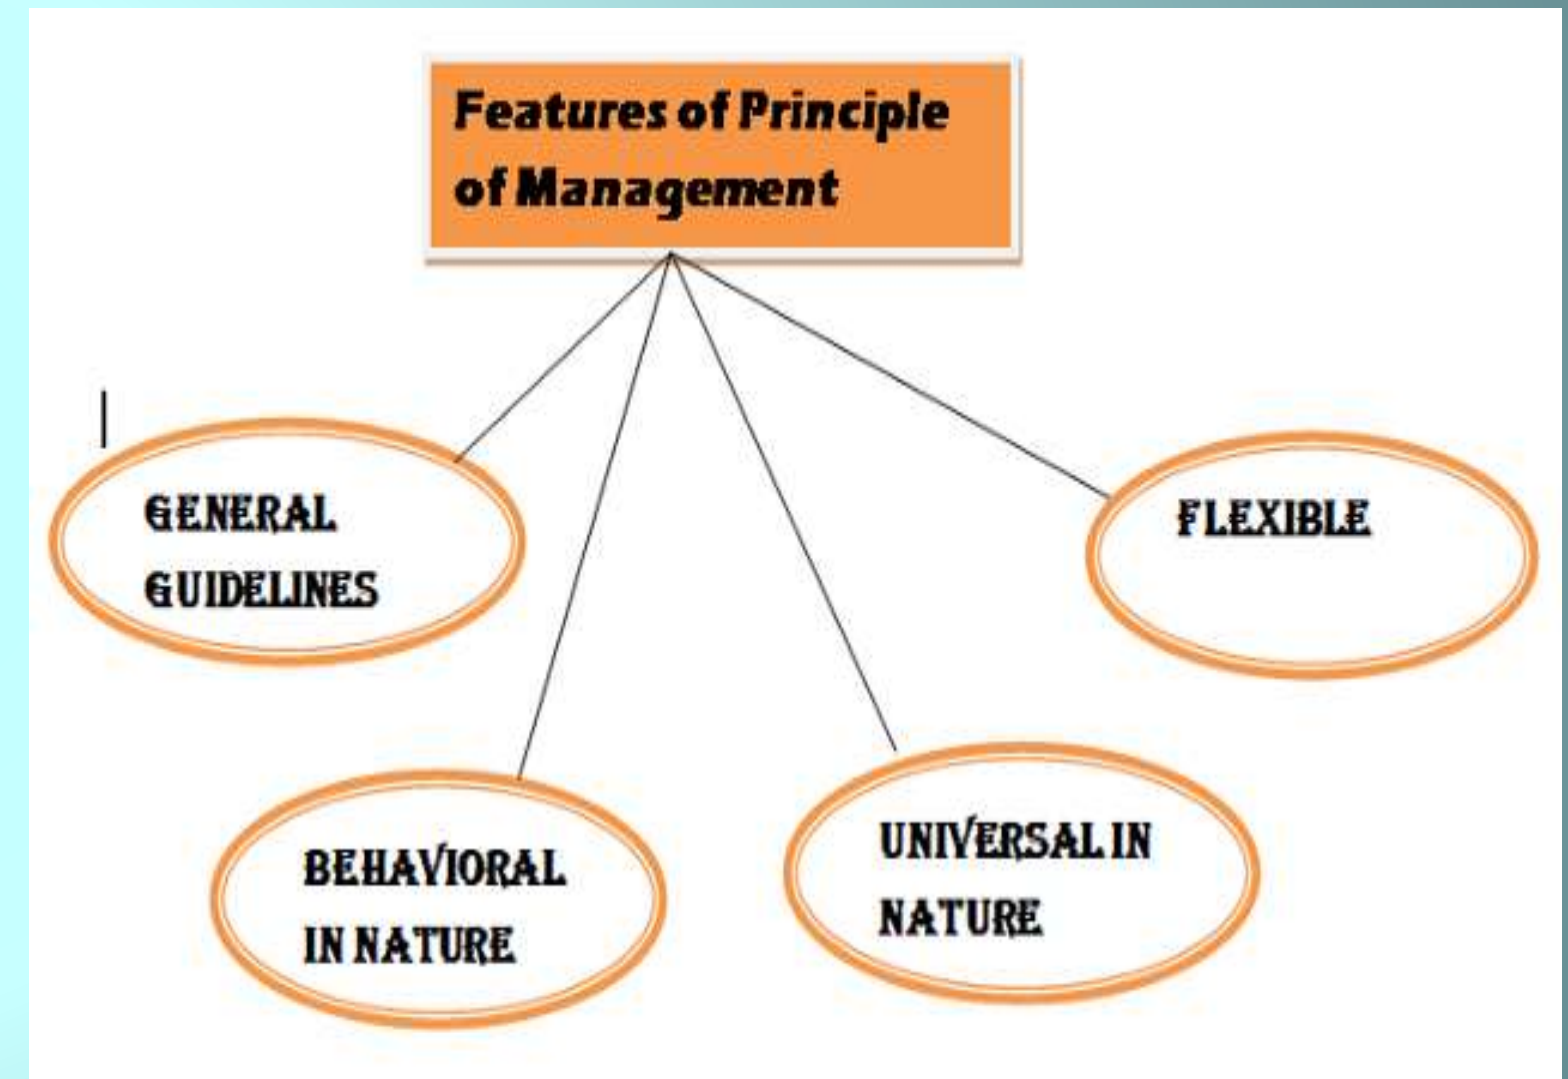 Features of Principle
of Management
GENERAL
GUIDELINES
FLEXIBLE
BEHAVIORAL
IN NATURE
UNIVERSAL IN
NATURE